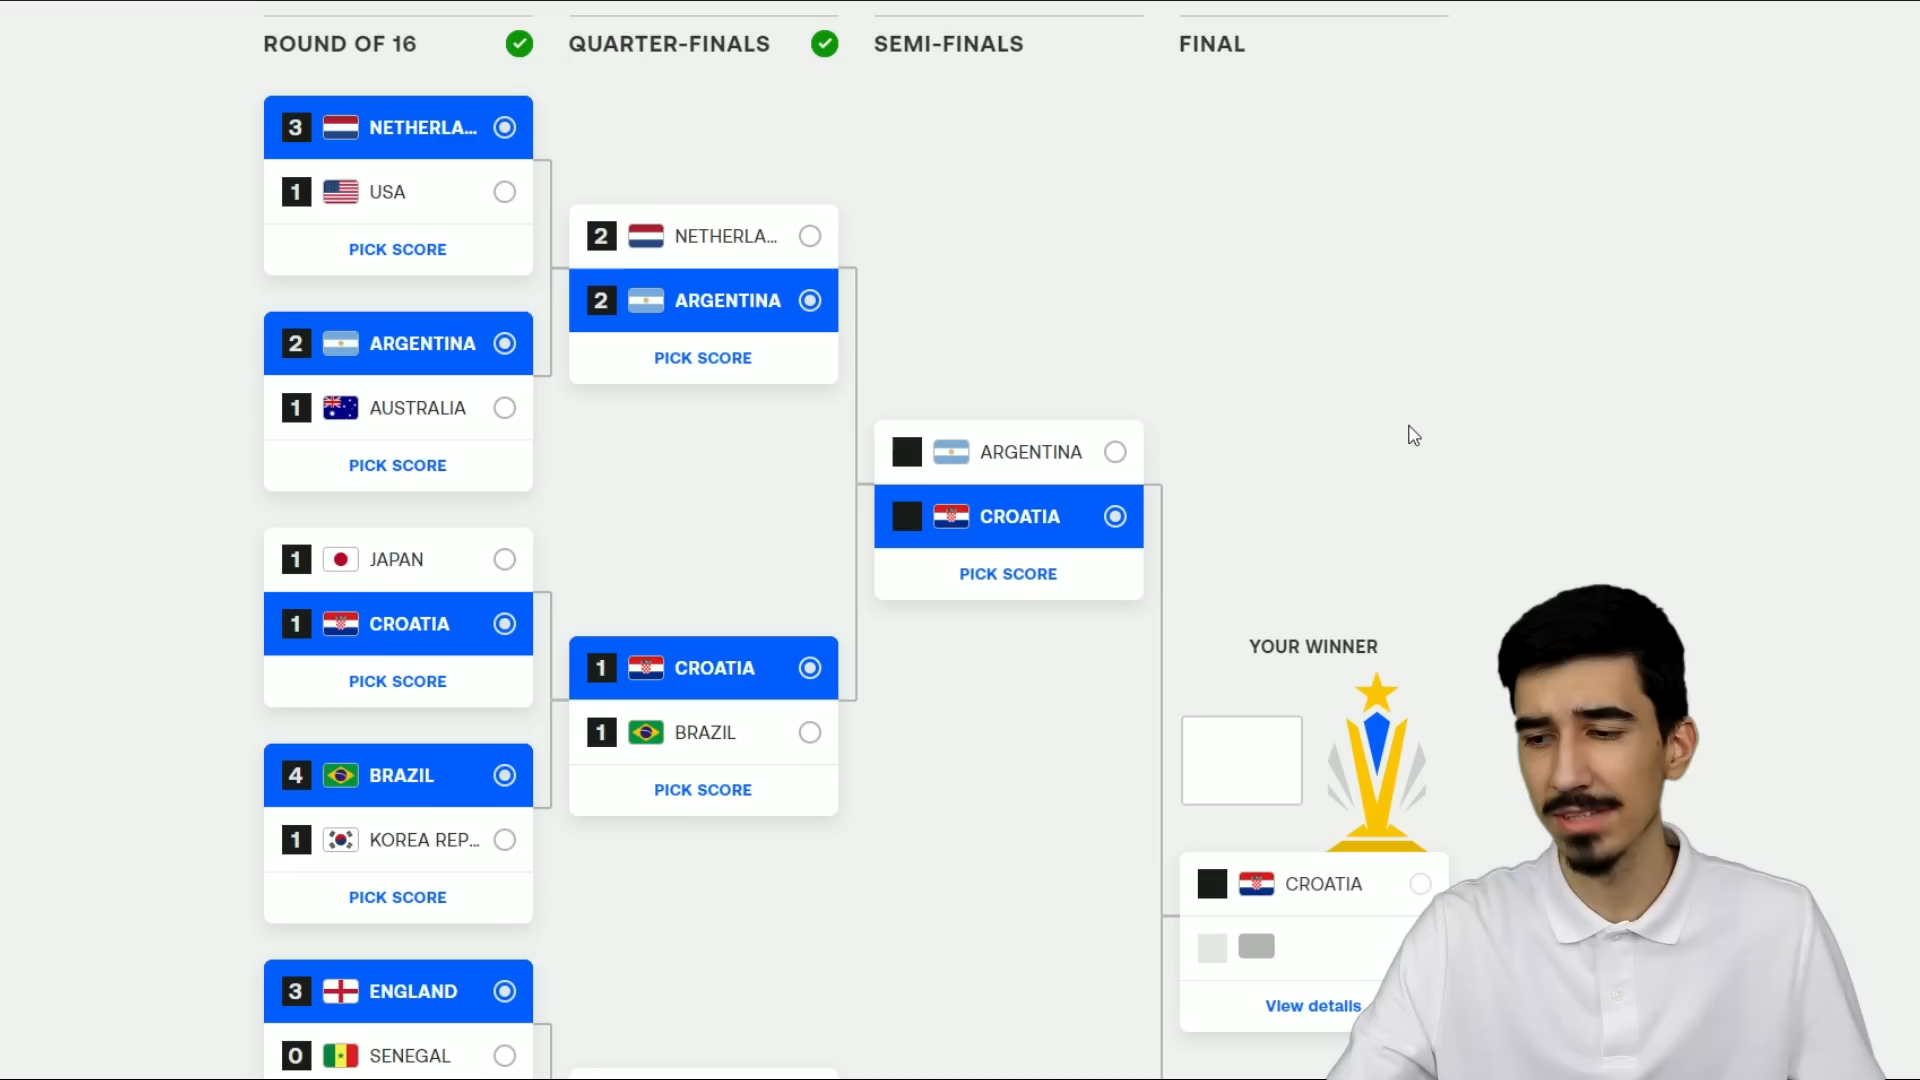 ROUND OF 16
QUARTER-FINALS
SEMI-FINALS
FINAL
3 NETHERLA...
1 USA
PICK SCORE
2 ARGENTINA
1 AUSTRALIA
PICK SCORE
1 JAPAN
1 CROATIA
PICK SCORE
4 BRAZIL
1 KOREA REP...
PICK SCORE
3 ENGLAND
0 SENEGAL
2 NETHERLA...
2 ARGENTINA
PICK SCORE
1 CROATIA
1 BRAZIL
PICK SCORE
ARGENTINA
CROATIA
PICK SCORE
YOUR WINNER
CROATIA
View details